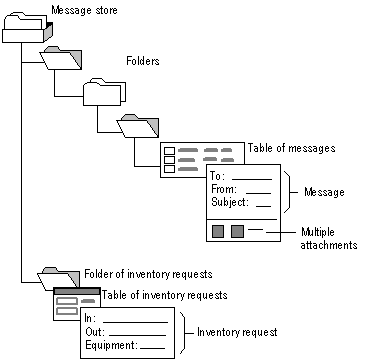 Message store
Folders
Table of messages
To:
From:
Subject:
Message
Multiple
attachments
Folder of inventory requests
Table of inventory requests
In:
Out:
Equipment:
Inventory request